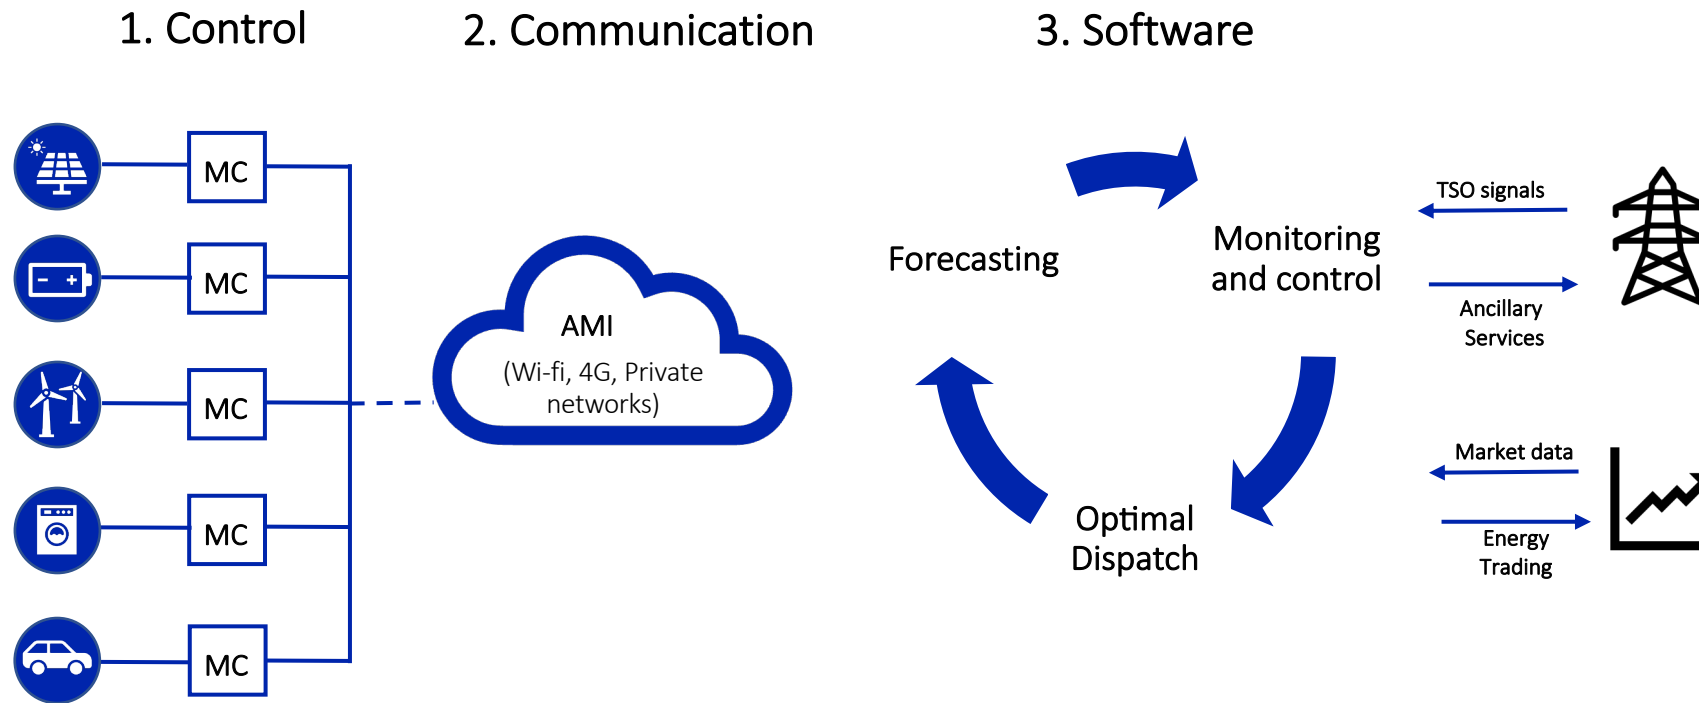 1. Control
2. Communication
3. Software
MC
MC
MC
MC
MC
AMI
(Wi-fi, 4G, Private
networks)
Forecasting
Monitoring
and control
Optimal
Dispatch
TSO signals
Ancillary
Services
Market data
Energy
Trading